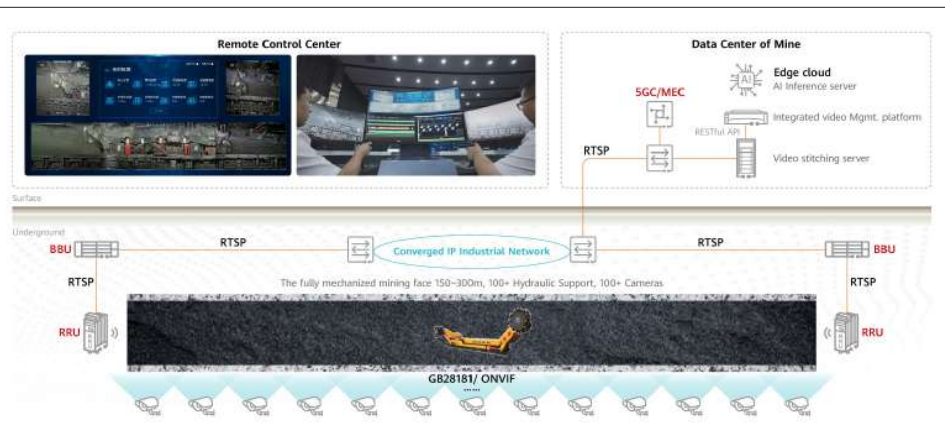 Remote Control Center
Data Center of Mine
Edge cloud
AI Inference server
AI
5GC/MEC
Integrated video Mgmt. platform
RESTful API
RTSP
Video stitching server
Surface
Underground
BBU
RTSP
Converged IP Industrial Network
RTSP
BBU
RTSP
RTSP
The fully mechanized mining face 150~300m, 100+ Hydraulic Support, 100+ Cameras
RRU
RRU
GB28181/ ONVIF
......